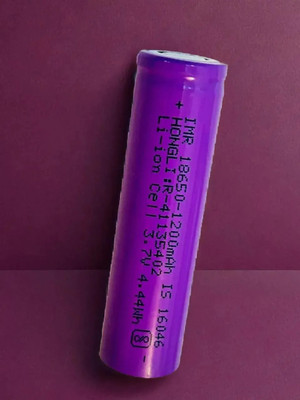 + IMR 18650-1200mAh IS 16046
HONGLI:R-41135402
Li-ion Cell 3.7V 4.44Wh -